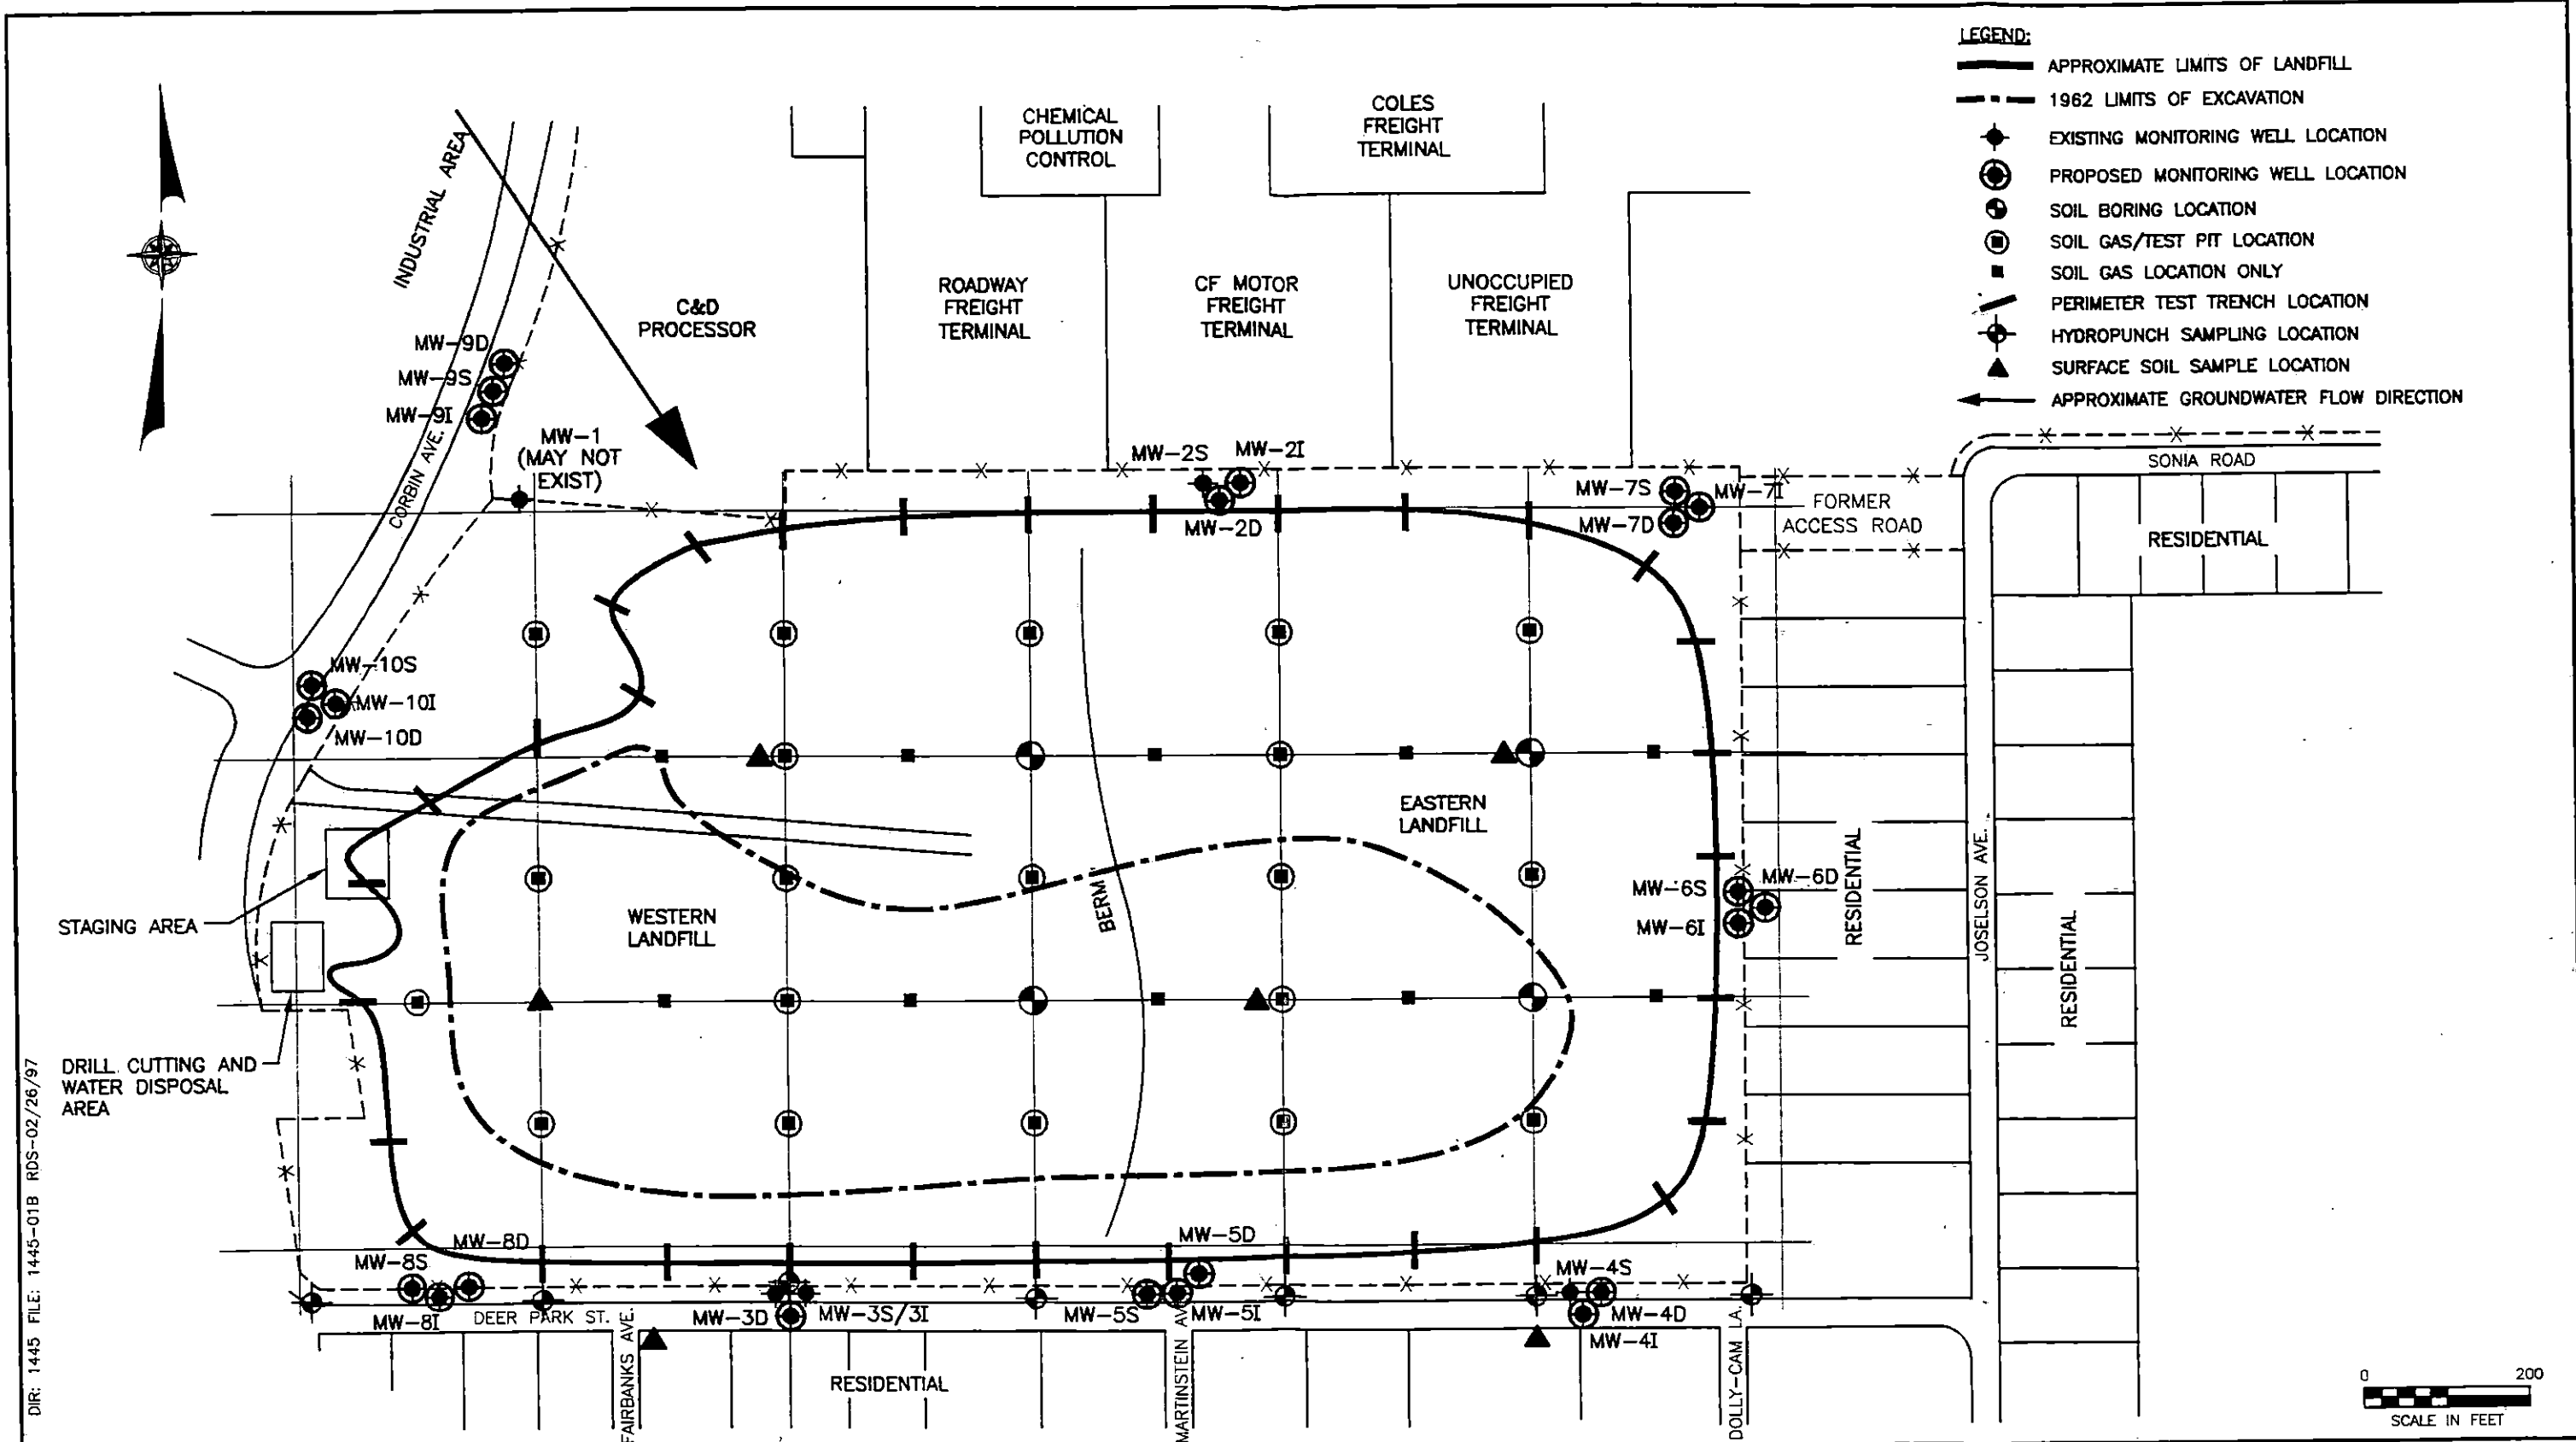 LEGEND:
APPROXIMATE LIMITS OF LANDFILL
1962 LIMITS OF EXCAVATION
EXISTING MONITORING WELL LOCATION
PROPOSED MONITORING WELL LOCATION
SOIL BORING LOCATION
SOIL GAS/TEST PIT LOCATION
SOIL GAS LOCATION ONLY
PERIMETER TEST TRENCH LOCATION
HYDROPUNCH SAMPLING LOCATION
SURFACE SOIL SAMPLE LOCATION
APPROXIMATE GROUNDWATER FLOW DIRECTION
CHEMICAL
POLLUTION
CONTROL
COLES
FREIGHT
TERMINAL
INDUSTRIAL AREA
C&D
PROCESSOR
ROADWAY
FREIGHT
TERMINAL
CF MOTOR
FREIGHT
TERMINAL
UNOCCUPIED
FREIGHT
TERMINAL
MW-9D
MW-9S
MW-9I
CORBIN AVE.
MW-1
(MAY NOT
EXIST)
MW-2S
MW-2I
MW-2D
MW-7S
MW-7I
MW-7D
FORMER
ACCESS ROAD
SONIA ROAD
RESIDENTIAL
MW-10S
MW-10I
MW-10D
EASTERN
LANDFILL
WESTERN
LANDFILL
BERM
STAGING AREA
DRILL CUTTING AND
WATER DISPOSAL
AREA
MW-6S
MW-6D
MW-6I
RESIDENTIAL
JOSELSON AVE.
RESIDENTIAL
MW-8D
MW-8S
MW-8I
DEER PARK ST.
FAIRBANKS AVE.
MW-3D
MW-3S/3I
MW-5D
MW-5S
MW-5I
MARTINSTEIN AV
MW-4S
MW-4D
MW-4I
DOLLY-CAM LA.
RESIDENTIAL
0 200
SCALE IN FEET
DIR: 1445 FILE: 1445-01B RDS-02/26/97